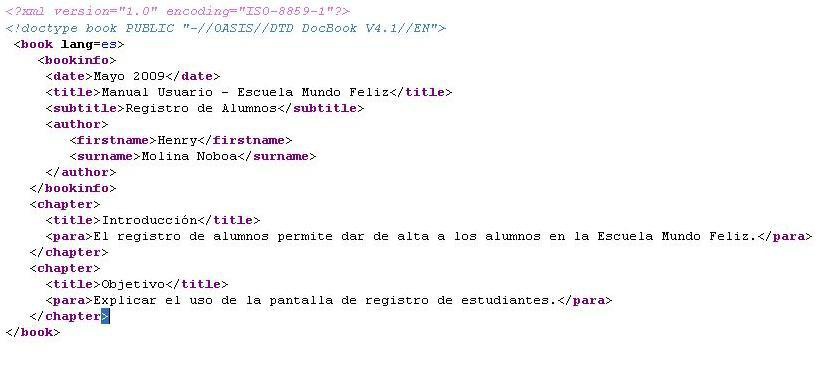 <?xml version="1.0" encoding="ISO-8859-1"?>
<!doctype book PUBLIC "-//OASIS//DTD DocBook V4.1//EN">
<book lang=es>
<bookinfo>
<date>Mayo 2009</date>
<title>Manual Usuario - Escuela Mundo Feliz</title>
<subtitle>Registro de Alumnos</subtitle>
<author>
<firstname>Henry</firstname>
<surname>Molina Noboa</surname>
</author>
</bookinfo>
<chapter>
<title>Introducción</title>
<para>El registro de alumnos permite dar de alta a los alumnos en la Escuela Mundo Feliz.</para>
</chapter>
<chapter>
<title>Objetivo</title>
<para>Explicar el uso de la pantalla de registro de estudiantes.</para>
</chapter>
</book>